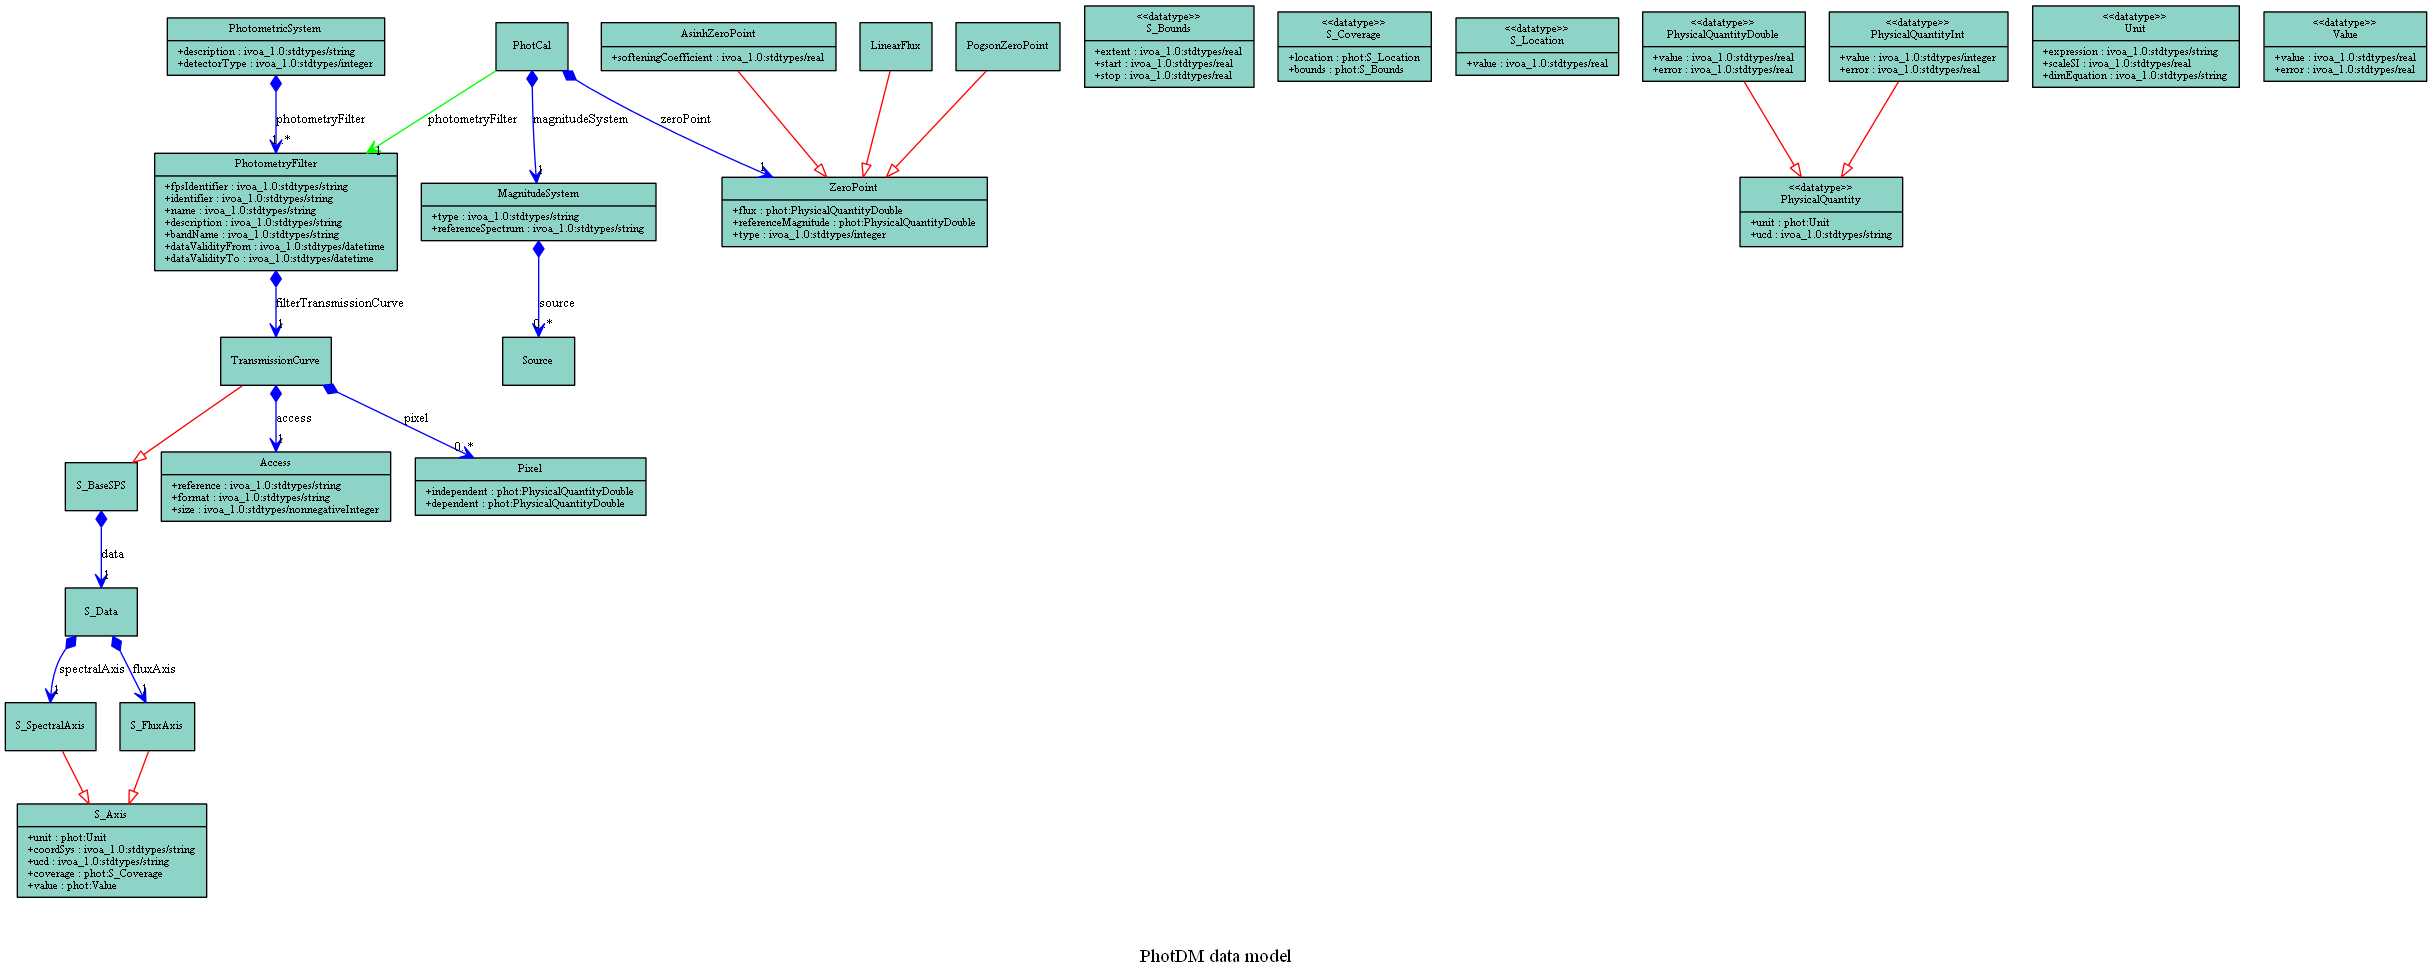 PhotometricSystem
+description : ivoa_1.0:stdtypes/string
+detectorType : ivoa_1.0:stdtypes/integer
PhotCal
AsinhZeroPoint
+softeningCoefficient : ivoa_1.0:stdtypes/real
LinearFlux
PogsonZeroPoint
<<datatype>>
S_Bounds
+extent : ivoa_1.0:stdtypes/real
+start : ivoa_1.0:stdtypes/real
+stop : ivoa_1.0:stdtypes/real
<<datatype>>
S_Coverage
+location : phot:S_Location
+bounds : phot:S_Bounds
<<datatype>>
S_Location
+value : ivoa_1.0:stdtypes/real
<<datatype>>
PhysicalQuantityDouble
+value : ivoa_1.0:stdtypes/real
+error : ivoa_1.0:stdtypes/real
<<datatype>>
PhysicalQuantityInt
+value : ivoa_1.0:stdtypes/integer
+error : ivoa_1.0:stdtypes/real
<<datatype>>
Unit
+expression : ivoa_1.0:stdtypes/string
+scaleSI : ivoa_1.0:stdtypes/real
+dimEquation : ivoa_1.0:stdtypes/string
<<datatype>>
Value
+value : ivoa_1.0:stdtypes/real
+error : ivoa_1.0:stdtypes/real
photometryFilter
1..*
photometryFilter
1
magnitudeSystem
1
zeroPoint
1
PhotometryFilter
+fpsIdentifier : ivoa_1.0:stdtypes/string
+identifier : ivoa_1.0:stdtypes/string
+name : ivoa_1.0:stdtypes/string
+description : ivoa_1.0:stdtypes/string
+bandName : ivoa_1.0:stdtypes/string
+dataValidityFrom : ivoa_1.0:stdtypes/datetime
+dataValidityTo : ivoa_1.0:stdtypes/datetime
MagnitudeSystem
+type : ivoa_1.0:stdtypes/string
+referenceSpectrum : ivoa_1.0:stdtypes/string
ZeroPoint
+flux : phot:PhysicalQuantityDouble
+referenceMagnitude : phot:PhysicalQuantityDouble
+type : ivoa_1.0:stdtypes/integer
<<datatype>>
PhysicalQuantity
+unit : phot:Unit
+ucd : ivoa_1.0:stdtypes/string
filterTransmissionCurve
1
source
0..*
TransmissionCurve
Source
access
1
pixel
0..*
S_BaseSPS
Access
+reference : ivoa_1.0:stdtypes/string
+format : ivoa_1.0:stdtypes/string
+size : ivoa_1.0:stdtypes/nonnegativeInteger
Pixel
+independent : phot:PhysicalQuantityDouble
+dependent : phot:PhysicalQuantityDouble
data
1
S_Data
spectralAxis
1
fluxAxis
1
S_SpectralAxis
S_FluxAxis
S_Axis
+unit : phot:Unit
+coordSys : ivoa_1.0:stdtypes/string
+ucd : ivoa_1.0:stdtypes/string
+coverage : phot:S_Coverage
+value : phot:Value
PhotDM data model